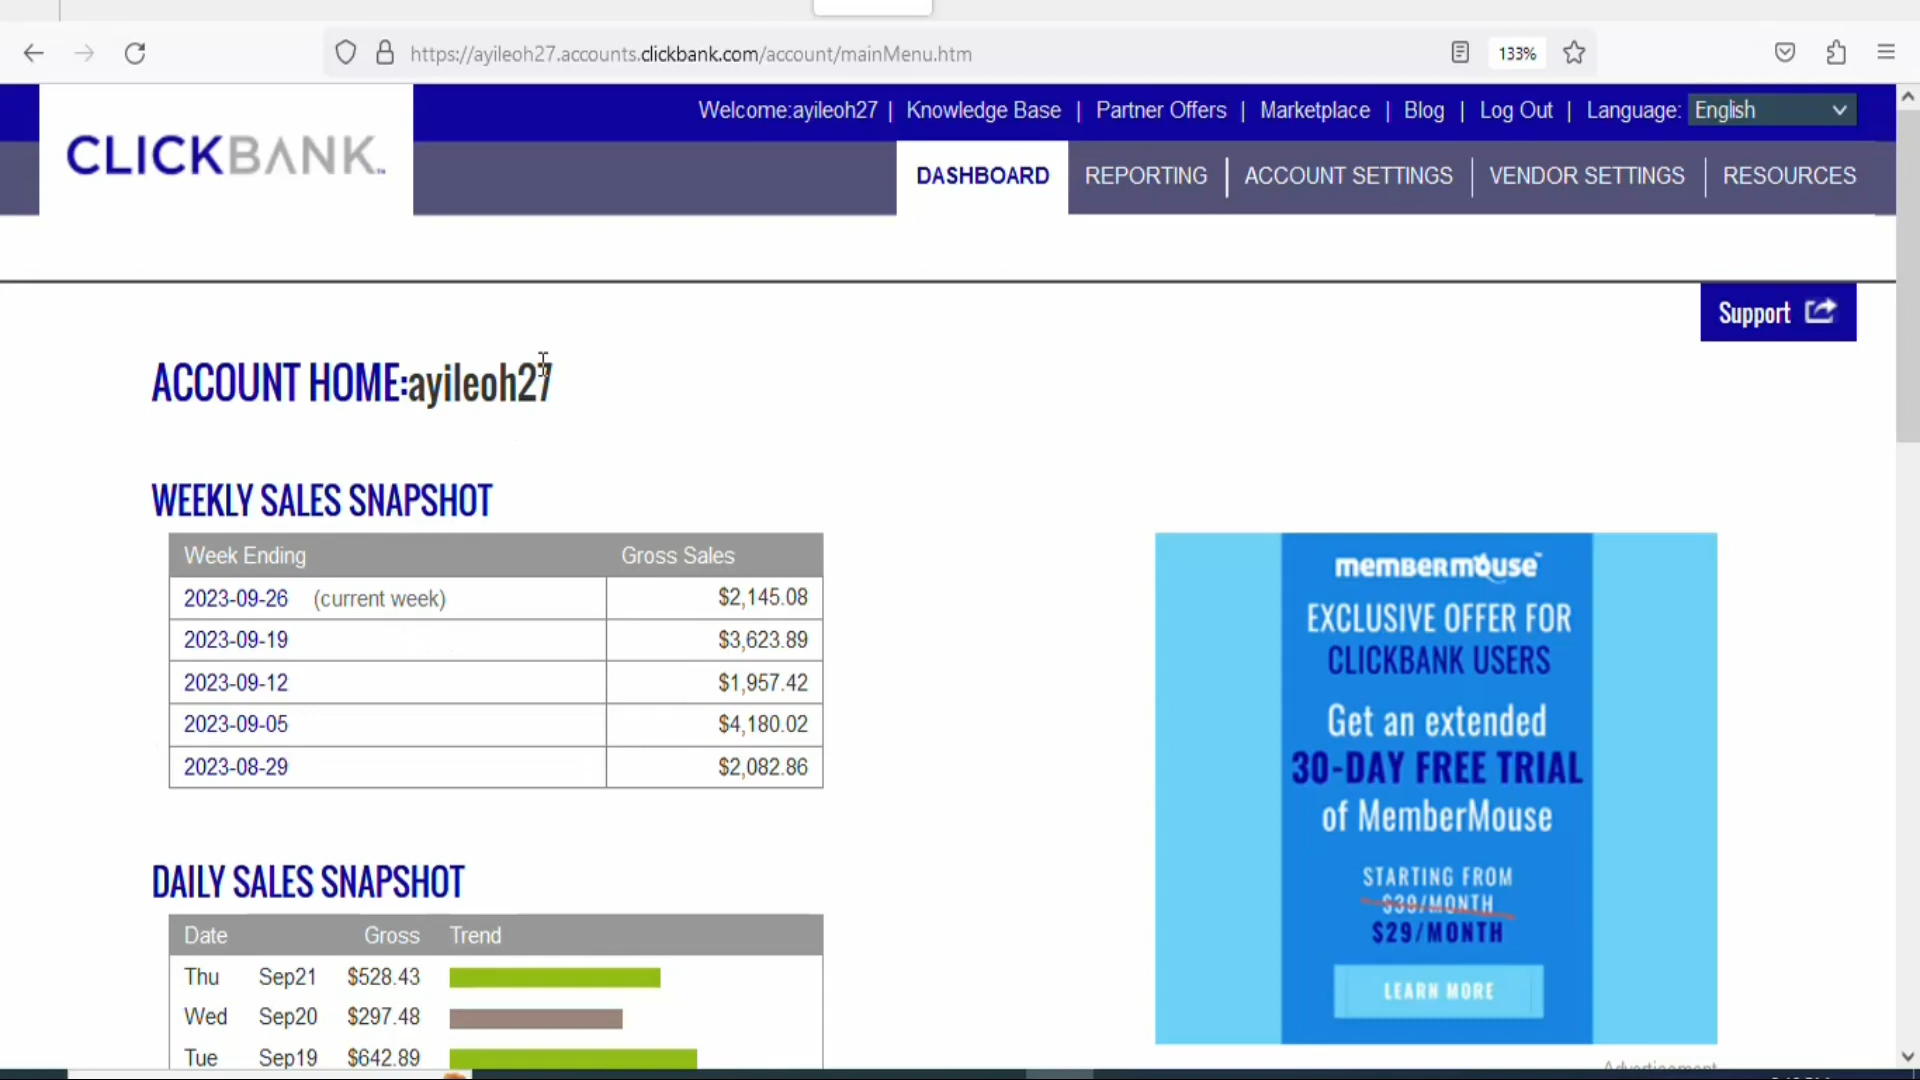 https://ayileoh27.accounts.clickbank.com/account/mainMenu.htm
133%
Welcome:ayileoh27 | Knowledge Base | Partner Offers | Marketplace | Blog | Log Out | Language: English
CLICKBANK
DASHBOARD
REPORTING
ACCOUNT SETTINGS
VENDOR SETTINGS
RESOURCES
Support
ACCOUNT HOME:ayileoh27
WEEKLY SALES SNAPSHOT
Week Ending Gross Sales
2023-09-26 (current week) $2,145.08
2023-09-19 $3,623.89
2023-09-12 $1,957.42
2023-09-05 $4,180.02
2023-08-29 $2,082.86
membermouse™
EXCLUSIVE OFFER FOR
CLICKBANK USERS
Get an extended
30-DAY FREE TRIAL
of MemberMouse
STARTING FROM
$39/MONTH
$29/MONTH
LEARN MORE
DAILY SALES SNAPSHOT
Date Gross Trend
Thu Sep21 $528.43
Wed Sep20 $297.48
Tue Sep19 $642.89
Advertisement